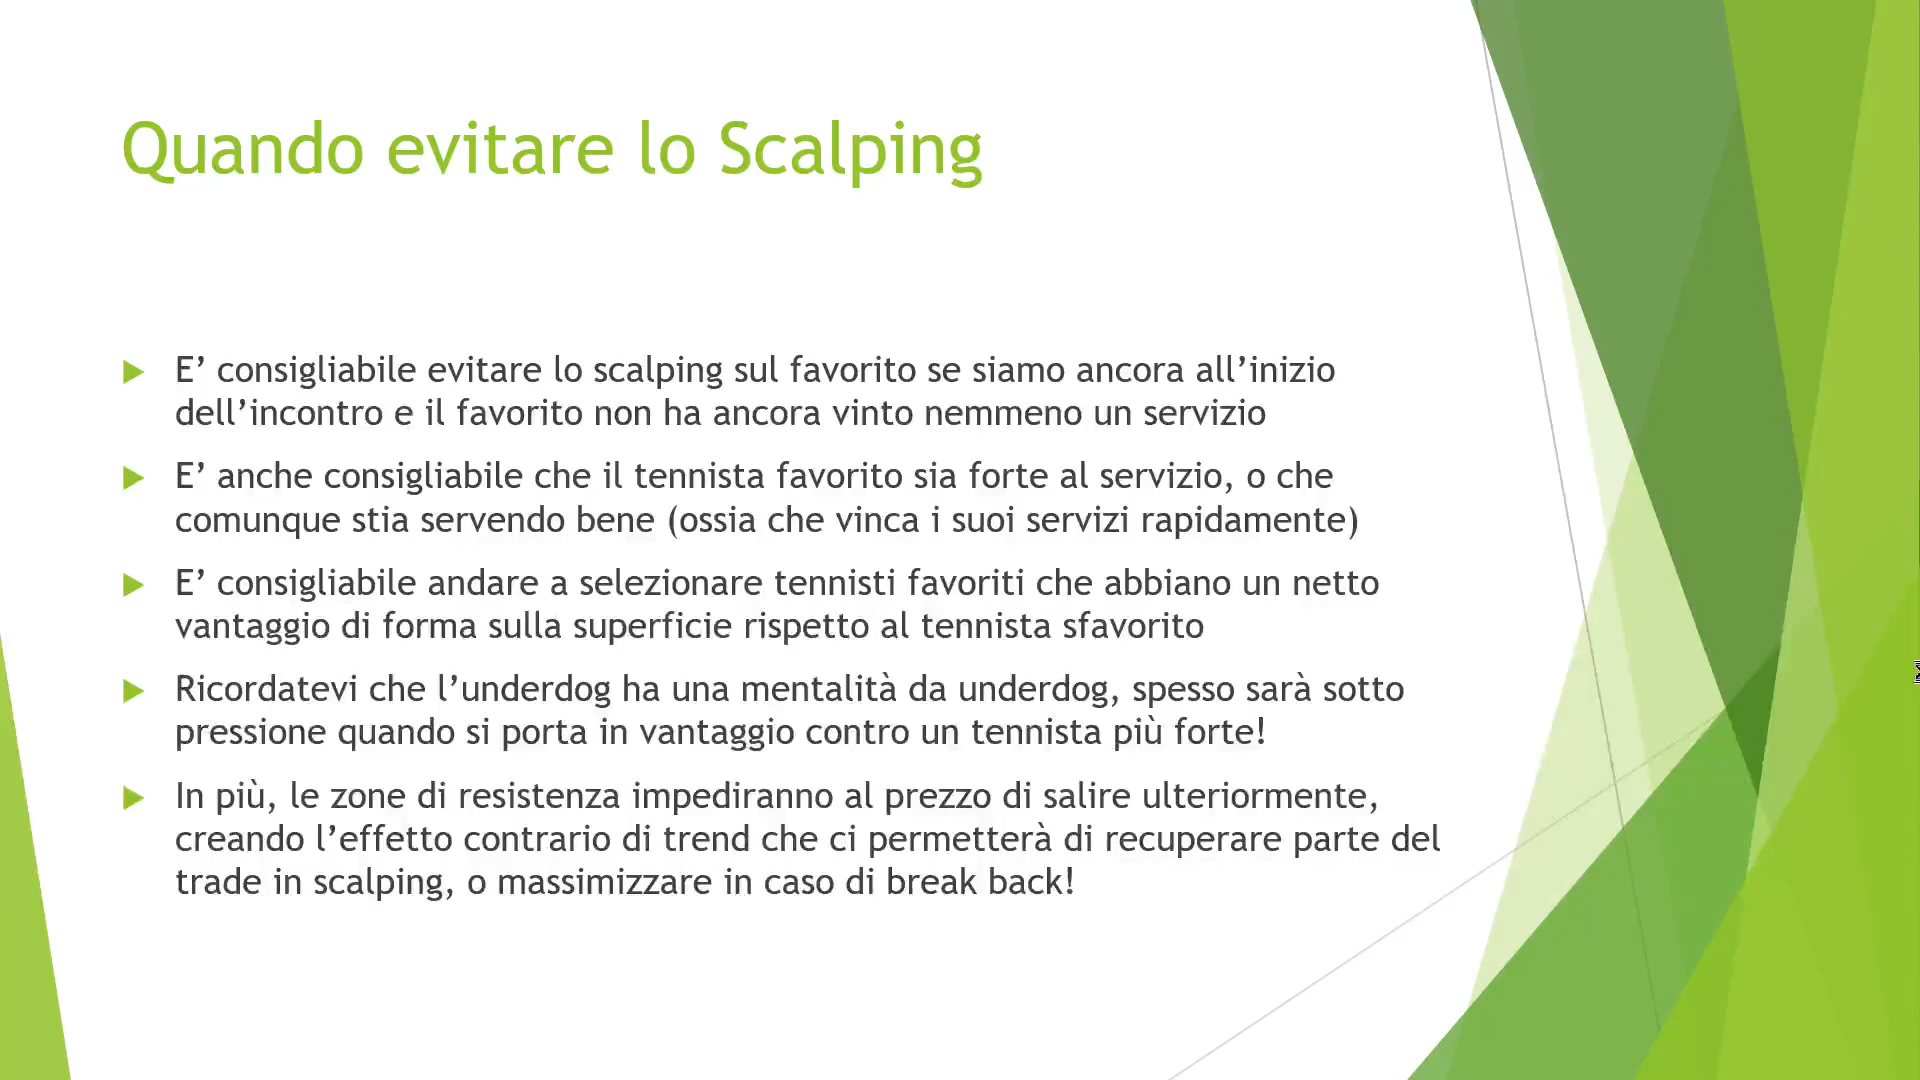 Quando evitare lo Scalping
E’ consigliabile evitare lo scalping sul favorito se siamo ancora all’inizio
dell’incontro e il favorito non ha ancora vinto nemmeno un servizio
E’ anche consigliabile che il tennista favorito sia forte al servizio, o che
comunque stia servendo bene (ossia che vinca i suoi servizi rapidamente)
E’ consigliabile andare a selezionare tennisti favoriti che abbiano un netto
vantaggio di forma sulla superficie rispetto al tennista sfavorito
Ricordatevi che l’underdog ha una mentalità da underdog, spesso sarà sotto
pressione quando si porta in vantaggio contro un tennista più forte!
In più, le zone di resistenza impediranno al prezzo di salire ulteriormente,
creando l’effetto contrario di trend che ci permetterà di recuperare parte del
trade in scalping, o massimizzare in caso di break back!